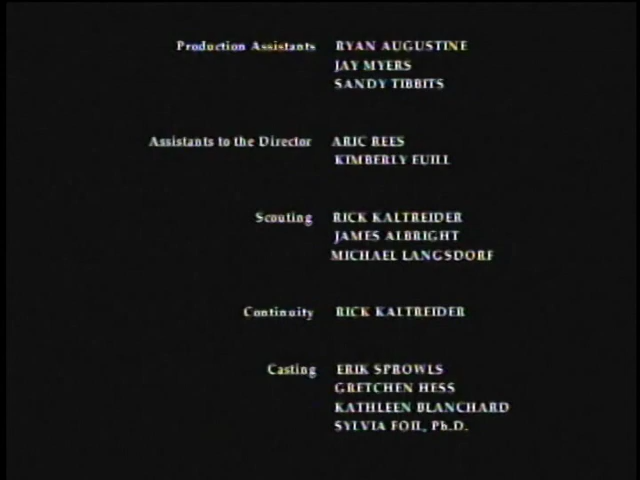 Production Assistants RYAN AUGUSTINE
JAY MYERS
SANDY TIBBITS
Assistants to the Director ARIC REES
KIMBERLY FUILL
Scouting RICK KALTREIDER
JAMES ALBRIGHT
MICHAEL LANGSDORF
Continuity RICK KALTREIDER
Casting ERIK SPROWLS
GRETCHEN HESS
KATHLEEN BLANCHARD
SYLVIA FOIL, Ph.D.